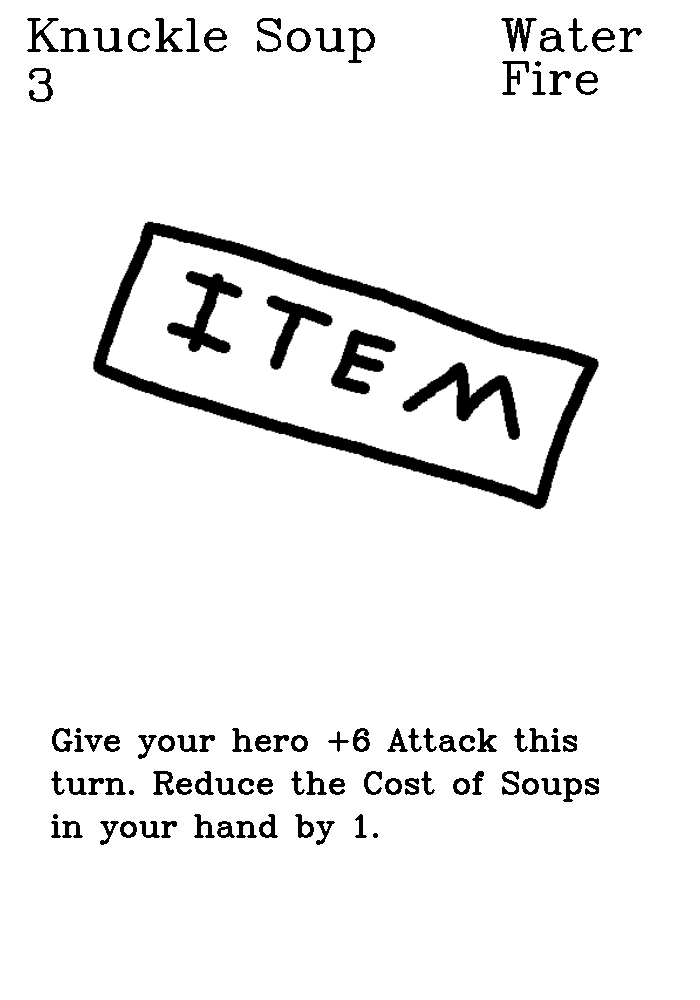 Knuckle Soup
3
Water
Fire
ITEM
Give your hero +6 Attack this
turn. Reduce the Cost of Soups
in your hand by 1.